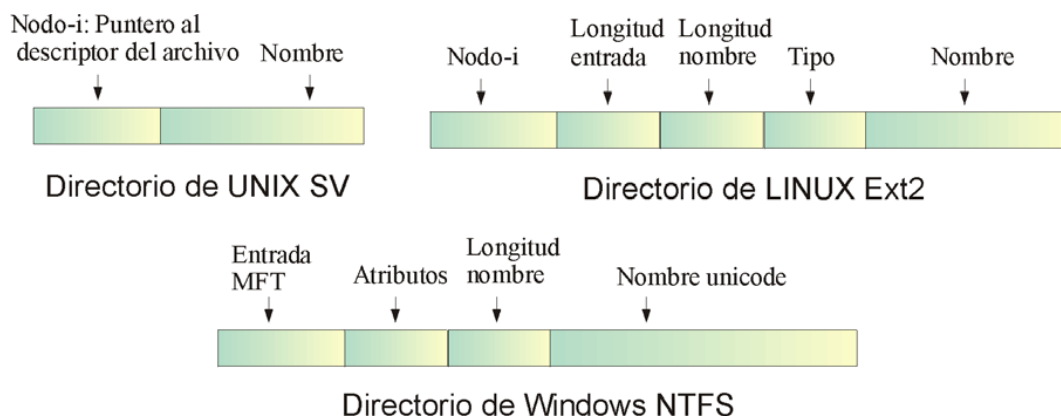 Nodo-i: Puntero al
descriptor del archivo
Nombre
Directorio de UNIX SV
Nodo-i
Longitud
entrada
Longitud
nombre
Tipo
Nombre
Directorio de LINUX Ext2
Entrada
MFT
Atributos
Longitud
nombre
Nombre unicode
Directorio de Windows NTFS